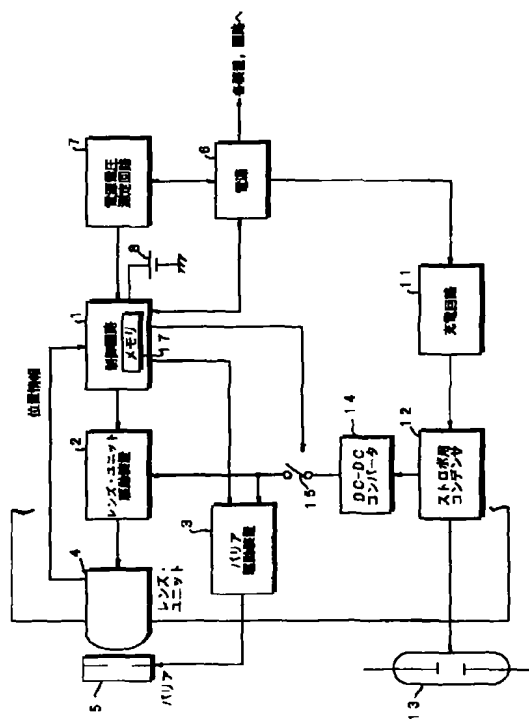 5
バリア
4
レンズ・
ユニット
位置情報
2
レンズ・ユニット
駆動装置
1
制御回路
メモリ
17
7
電源電圧
測定回路
8
6
電源
各装置,回路へ
3
バリア
駆動装置
15
14
DC-DC
コンバータ
11
充電回路
12
ストロボ用
コンデンサ
13